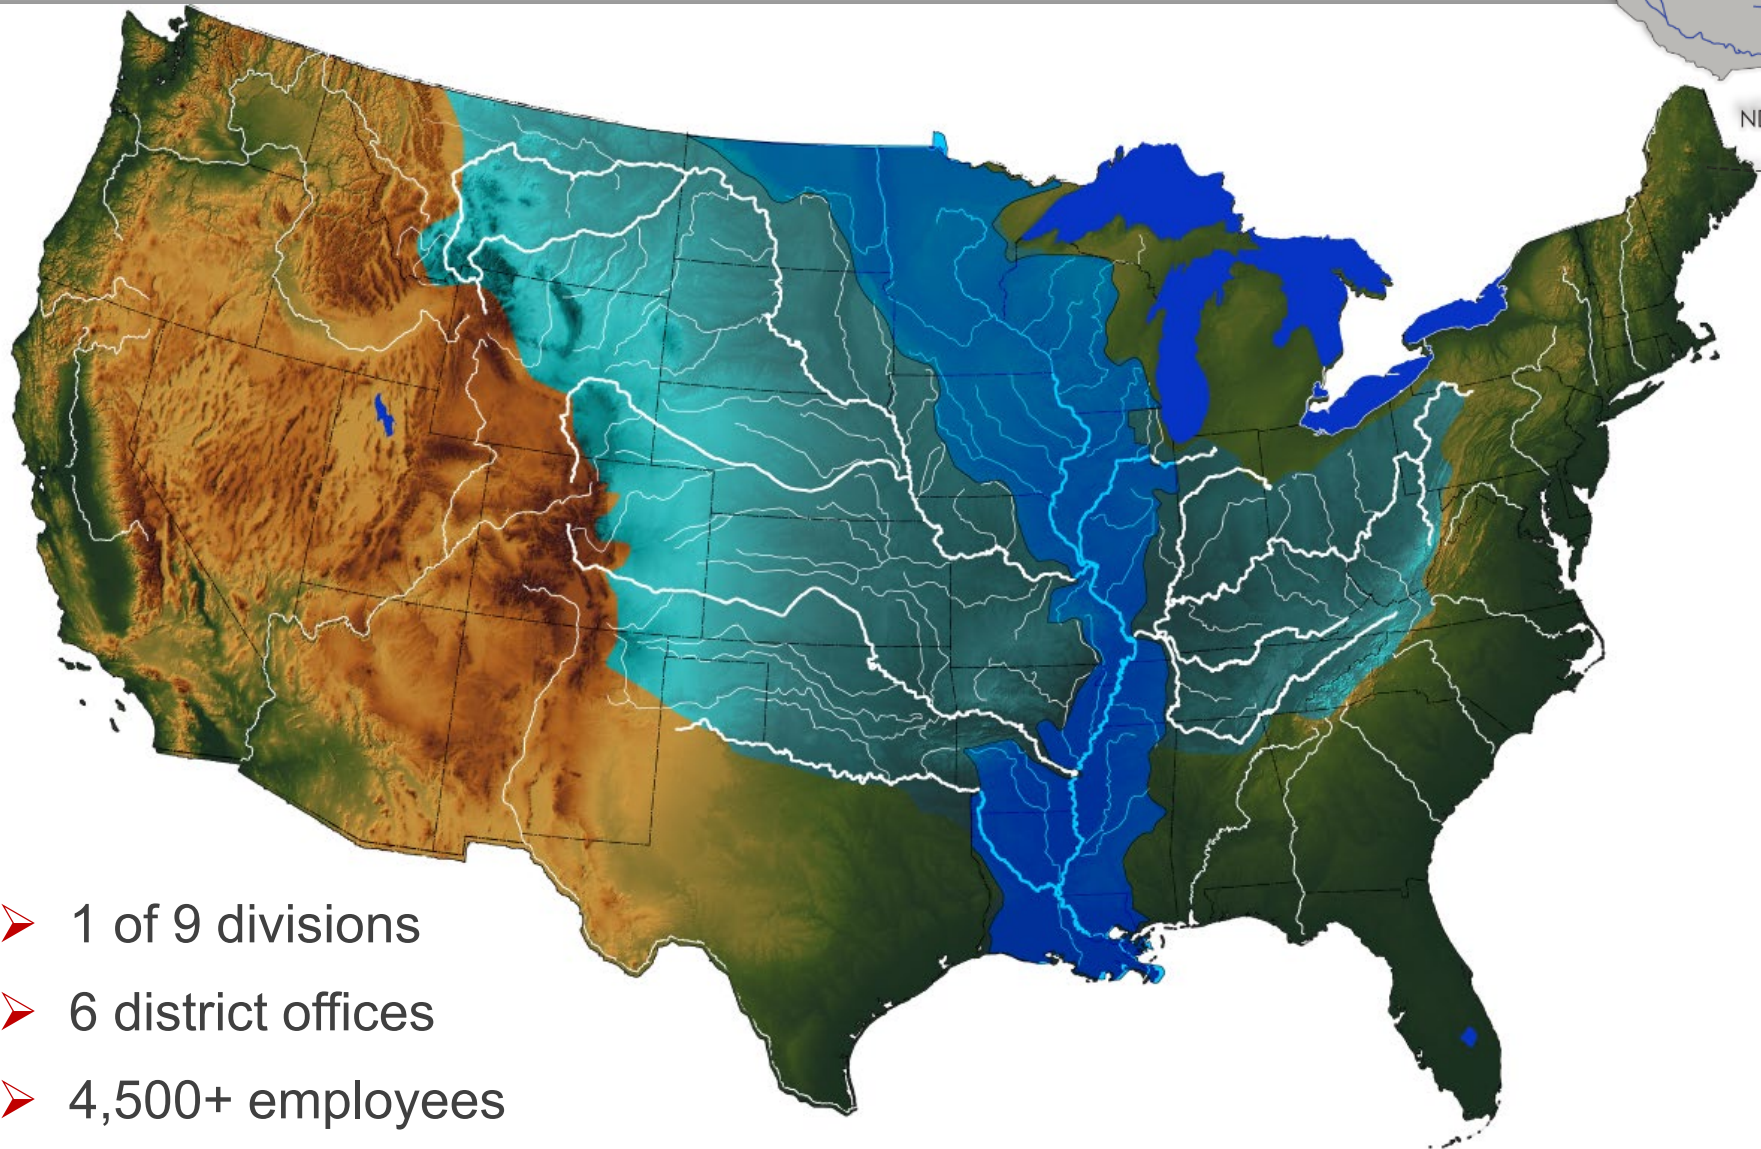 1 of 9 divisions
6 district offices
4,500+ employees